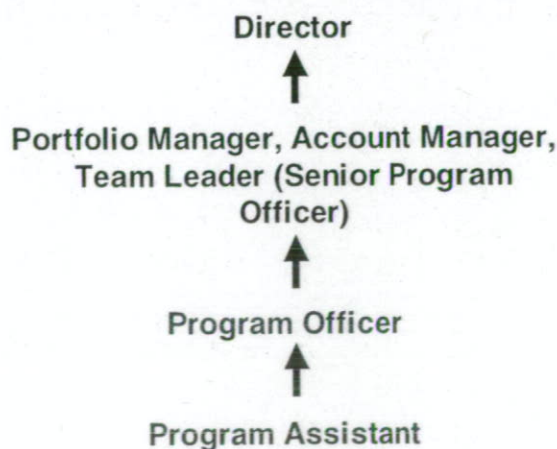 Director
Portfolio Manager, Account Manager,
Team Leader (Senior Program
Officer)
Program Officer
Program Assistant